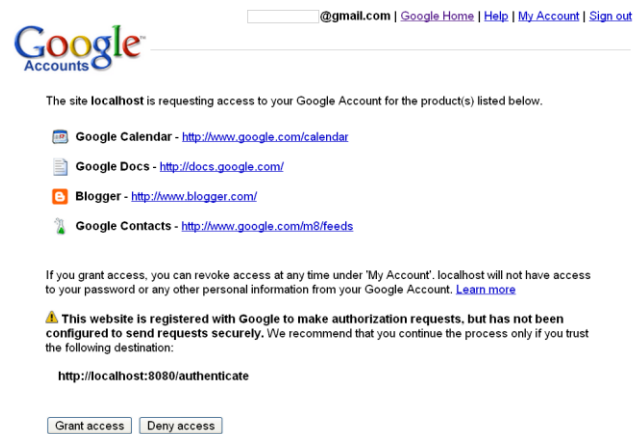 @gmail.com | Google Home | Help | My Account | Sign out
Google
Accounts
The site localhost is requesting access to your Google Account for the product(s) listed below.
Google Calendar - http://www.google.com/calendar
Google Docs - http://docs.google.com/
Blogger - http://www.blogger.com/
Google Contacts - http://www.google.com/m8/feeds
If you grant access, you can revoke access at any time under 'My Account'. localhost will not have access
to your password or any other personal information from your Google Account. Learn more
This website is registered with Google to make authorization requests, but has not been
configured to send requests securely. We recommend that you continue the process only if you trust
the following destination:
http://localhost:8080/authenticate
Grant access Deny access